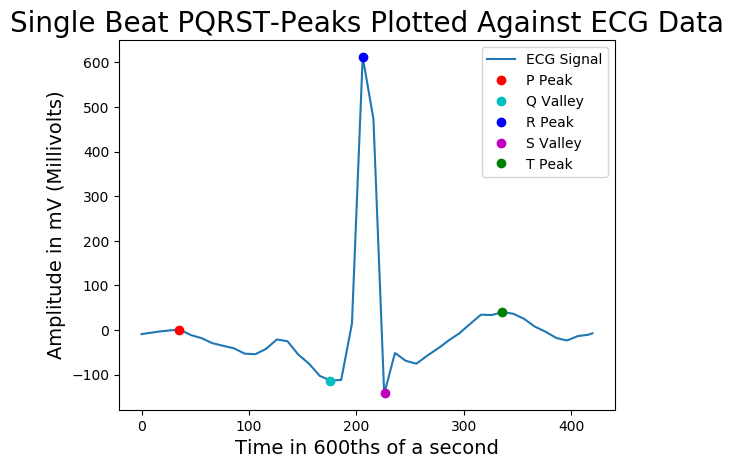 Single Beat PQRST-Peaks Plotted Against ECG Data
Amplitude in mV (Millivolts)
600
500
400
300
200
100
0
−100
ECG Signal
P Peak
Q Valley
R Peak
S Valley
T Peak
0 100 200 300 400
Time in 600ths of a second